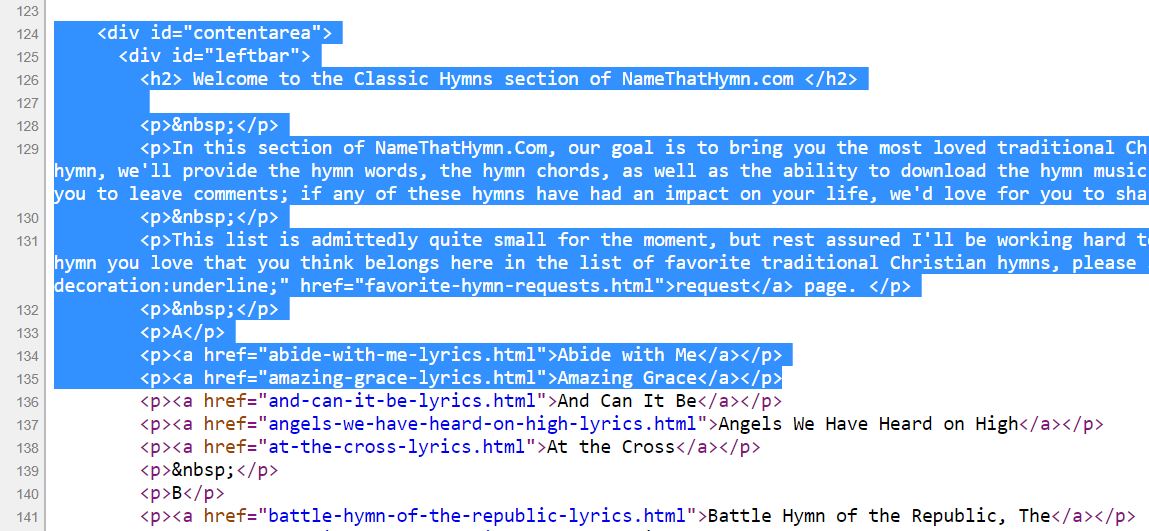 123
124 <div id="contentarea">
125 <div id="leftbar">
126 <h2> Welcome to the Classic Hymns section of NameThatHymn.com </h2>
127
128 <p>&nbsp;</p>
129 <p>In this section of NameThatHymn.Com, our goal is to bring you the most loved traditional Ch
hymn, we'll provide the hymn words, the hymn chords, as well as the ability to download the hymn music
you to leave comments; if any of these hymns have had an impact on your life, we'd love for you to sha
130 <p>&nbsp;</p>
131 <p>This list is admittedly quite small for the moment, but rest assured I'll be working hard t
hymn you love that you think belongs here in the list of favorite traditional Christian hymns, please
decoration:underline;" href="favorite-hymn-requests.html">request</a> page. </p>
132 <p>&nbsp;</p>
133 <p>A</p>
134 <p><a href="abide-with-me-lyrics.html">Abide with Me</a></p>
135 <p><a href="amazing-grace-lyrics.html">Amazing Grace</a></p>
136 <p><a href="and-can-it-be-lyrics.html">And Can It Be</a></p>
137 <p><a href="angels-we-have-heard-on-high-lyrics.html">Angels We Have Heard on High</a></p>
138 <p><a href="at-the-cross-lyrics.html">At the Cross</a></p>
139 <p>&nbsp;</p>
140 <p>B</p>
141 <p><a href="battle-hymn-of-the-republic-lyrics.html">Battle Hymn of the Republic, The</a></p>